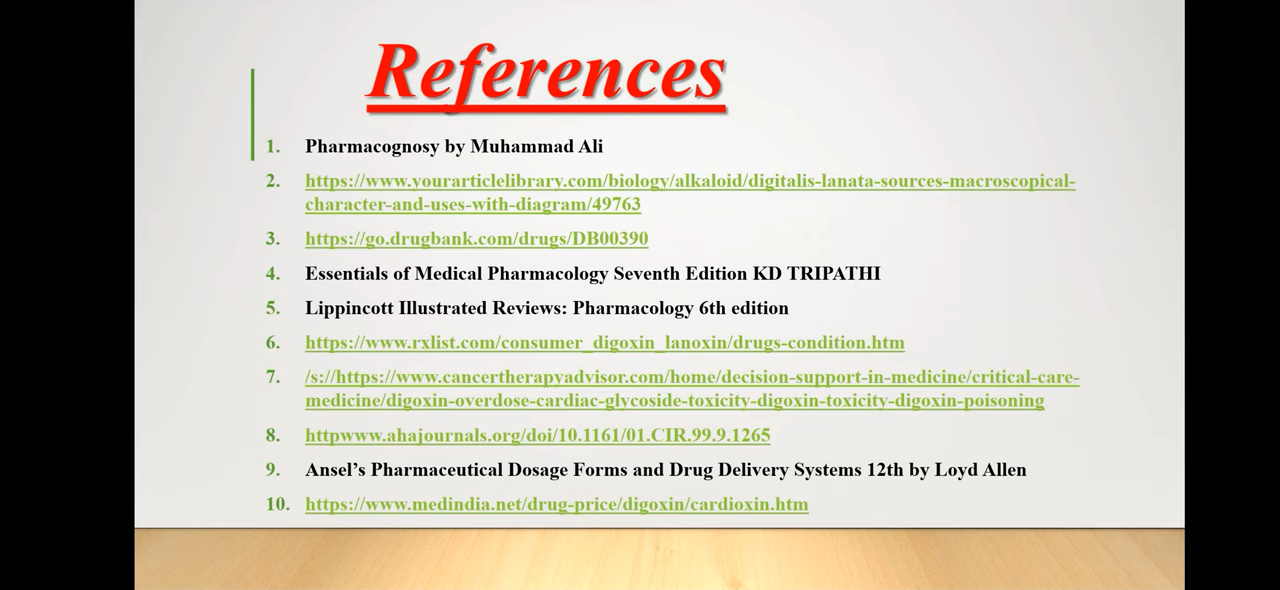 References
1. Pharmacognosy by Muhammad Ali
2. https://www.yourarticlelibrary.com/biology/alkaloid/digitalis-lanata-sources-macroscopical-
character-and-uses-with-diagram/49763
3. https://go.drugbank.com/drugs/DB00390
4. Essentials of Medical Pharmacology Seventh Edition KD TRIPATHI
5. Lippincott Illustrated Reviews: Pharmacology 6th edition
6. https://www.rxlist.com/consumer_digoxin_lanoxin/drugs-condition.htm
7. /s://https://www.cancertherapyadvisor.com/home/decision-support-in-medicine/critical-care-
medicine/digoxin-overdose-cardiac-glycoside-toxicity-digoxin-toxicity-digoxin-poisoning
8. httpwww.ahajournals.org/doi/10.1161/01.CIR.99.9.1265
9. Ansel’s Pharmaceutical Dosage Forms and Drug Delivery Systems 12th by Loyd Allen
10. https://www.medindia.net/drug-price/digoxin/cardioxin.htm